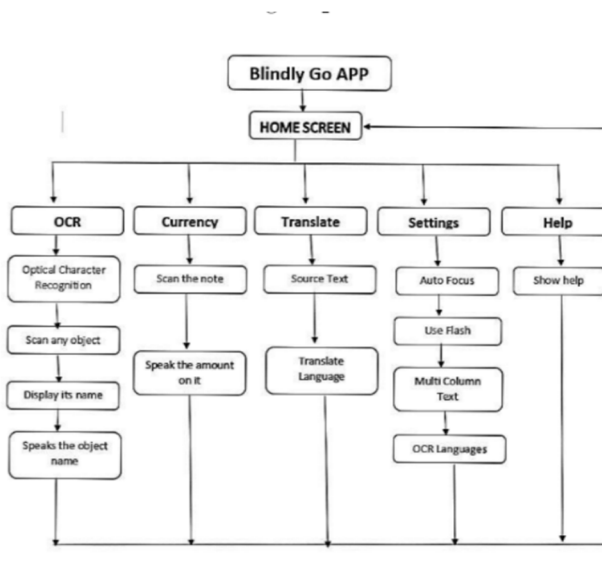 Blindly Go APP
HOME SCREEN
OCR
Currency
Translate
Settings
Help
Optical Character
Recognition
Scan the note
Source Text
Auto Focus
Show help
Scan any object
Use Flash
Speak the amount
on it
Translate
Language
Display its name
Multi Column
Text
Speaks the object
name
OCR Languages